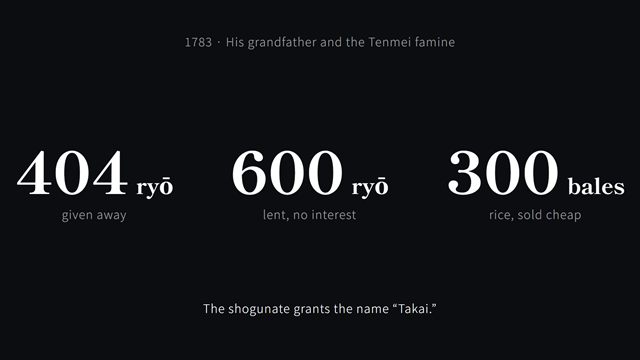 1783 · His grandfather and the Tenmei famine
404 ryō 600 ryō 300 bales
given away lent, no interest rice, sold cheap
The shogunate grants the name “Takai.”